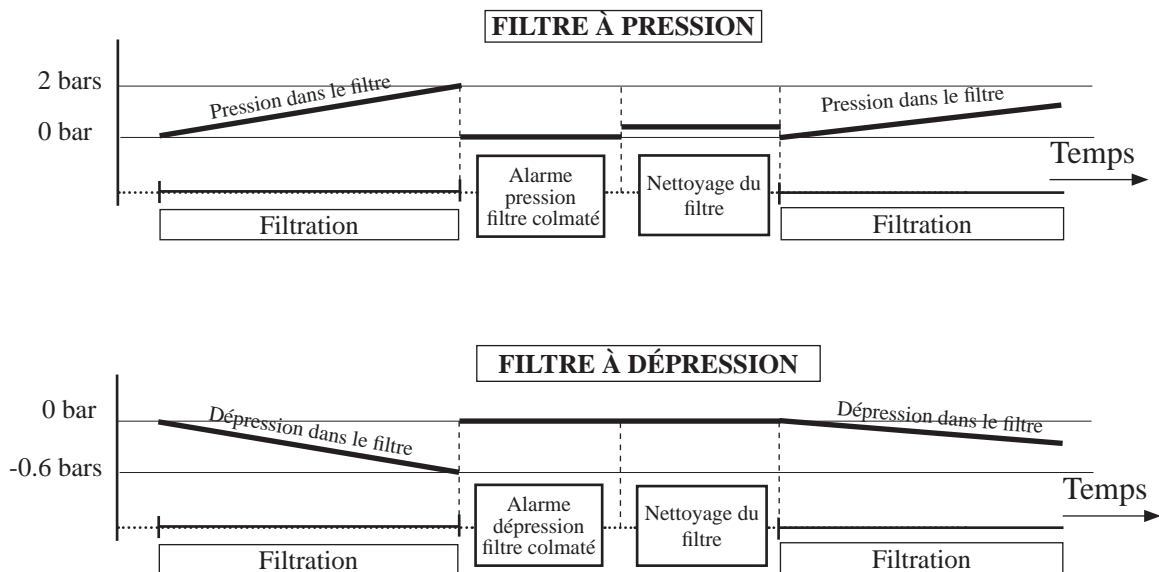 FILTRE À PRESSION
2 bars
Pression dans le filtre
Pression dans le filtre
0 bar
Temps
Alarme
pression
filtre colmaté
Nettoyage du
filtre
Filtration
Filtration
FILTRE À DÉPRESSION
0 bar
Dépression dans le filtre
Dépression dans le filtre
-0.6 bars
Temps
Alarme
dépression
filtre colmaté
Nettoyage du
filtre
Filtration
Filtration